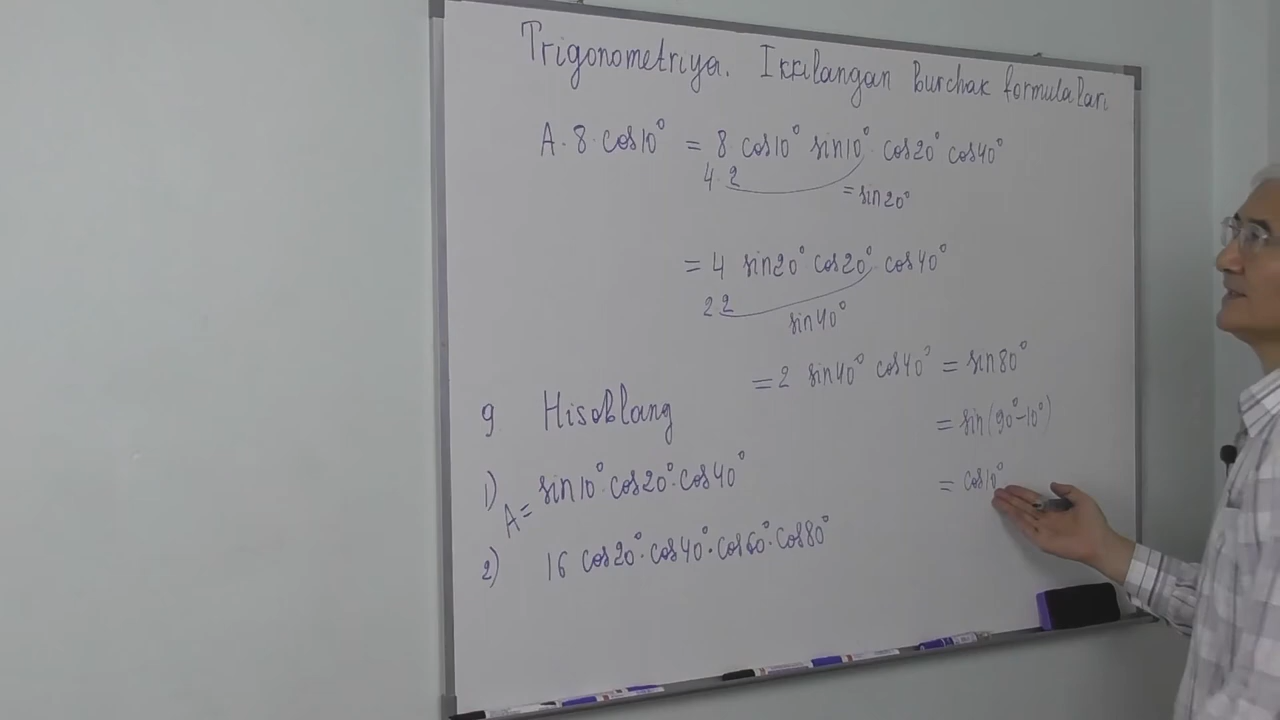 Trigonometriya. Ikkilangan burchak formulalari
A · 8 · cos10° = 8 cos10° sin10° cos20° cos40°
4 · 2
= sin20°
= 4 sin20° cos20° cos40°
2 2
sin40°
= 2 sin40° cos40° = sin80°
= sin(90°-10°)
= cos10°
9 Hisoblang
1) A = sin10° · cos20° · cos40°
2) 16 cos20° · cos40° · cos60° · cos80°